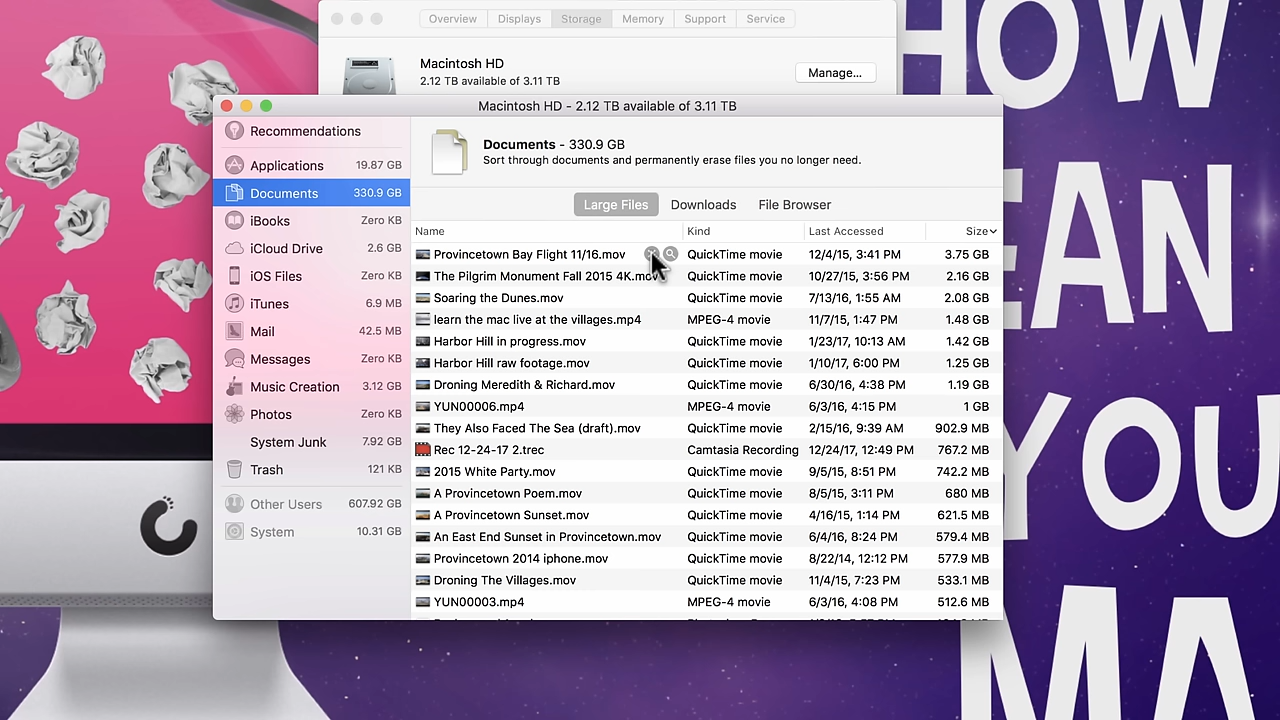 Overview Displays Storage Memory Support Service
Macintosh HD
2.12 TB available of 3.11 TB
Manage...
Macintosh HD - 2.12 TB available of 3.11 TB
Recommendations
Applications 19.87 GB
Documents 330.9 GB
iBooks Zero KB
iCloud Drive 2.6 GB
iOS Files Zero KB
iTunes 6.9 MB
Mail 42.5 MB
Messages Zero KB
Music Creation 3.12 GB
Photos Zero KB
System Junk 7.92 GB
Trash 121 KB
Other Users 607.92 GB
System 10.31 GB
Documents - 330.9 GB
Sort through documents and permanently erase files you no longer need.
Large Files Downloads File Browser
Name Kind Last Accessed Size
Provincetown Bay Flight 11/16.mov QuickTime movie 12/4/15, 3:41 PM 3.75 GB
The Pilgrim Monument Fall 2015 4K.mov QuickTime movie 10/27/15, 3:56 PM 2.16 GB
Soaring the Dunes.mov QuickTime movie 7/13/16, 1:55 AM 2.08 GB
learn the mac live at the villages.mp4 MPEG-4 movie 11/7/15, 1:47 PM 1.48 GB
Harbor Hill in progress.mov QuickTime movie 1/23/17, 10:13 AM 1.42 GB
Harbor Hill raw footage.mov QuickTime movie 1/10/17, 6:00 PM 1.25 GB
Droning Meredith & Richard.mov QuickTime movie 6/30/16, 4:38 PM 1.19 GB
YUN00006.mp4 MPEG-4 movie 6/3/16, 4:15 PM 1 GB
They Also Faced The Sea (draft).mov QuickTime movie 2/15/16, 9:39 AM 902.9 MB
Rec 12-24-17 2.trec Camtasia Recording 12/24/17, 12:49 PM 767.2 MB
2015 White Party.mov QuickTime movie 9/5/15, 3:51 PM 742.2 MB
A Provincetown Poem.mov QuickTime movie 8/5/15, 3:11 PM 680 MB
A Provincetown Sunset.mov QuickTime movie 4/16/15, 1:14 PM 621.5 MB
An East End Sunset in Provincetown.mov QuickTime movie 6/4/16, 8:24 PM 579.4 MB
Provincetown 2014 iphone.mov QuickTime movie 8/22/14, 12:12 PM 577.9 MB
Droning The Villages.mov QuickTime movie 11/4/15, 7:23 PM 533.1 MB
YUN00003.mp4 MPEG-4 movie 6/3/16, 4:08 PM 512.6 MB
HOW
EAN
YOU
MA